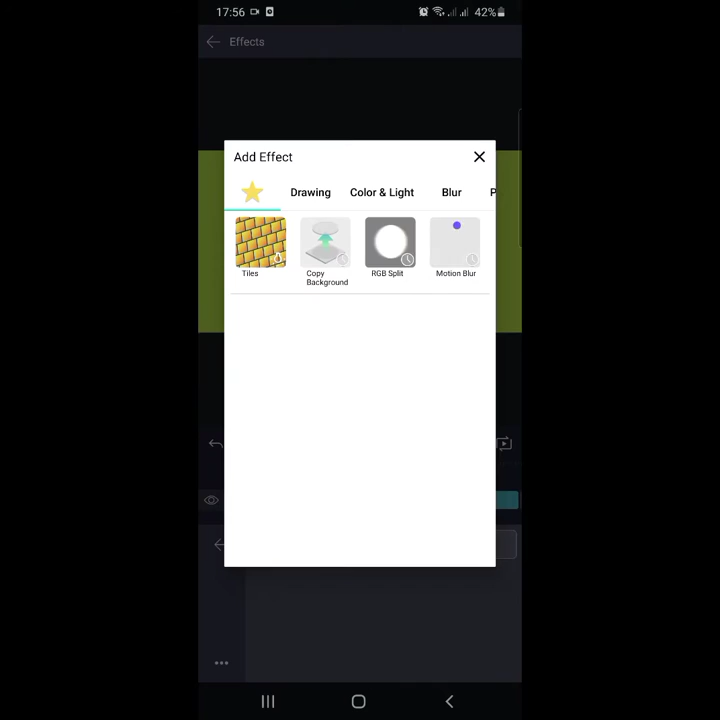 17:56
42%
Effects
Add Effect
Drawing
Color & Light
Blur
P
Tiles
Copy
Background
RGB Split
Motion Blur